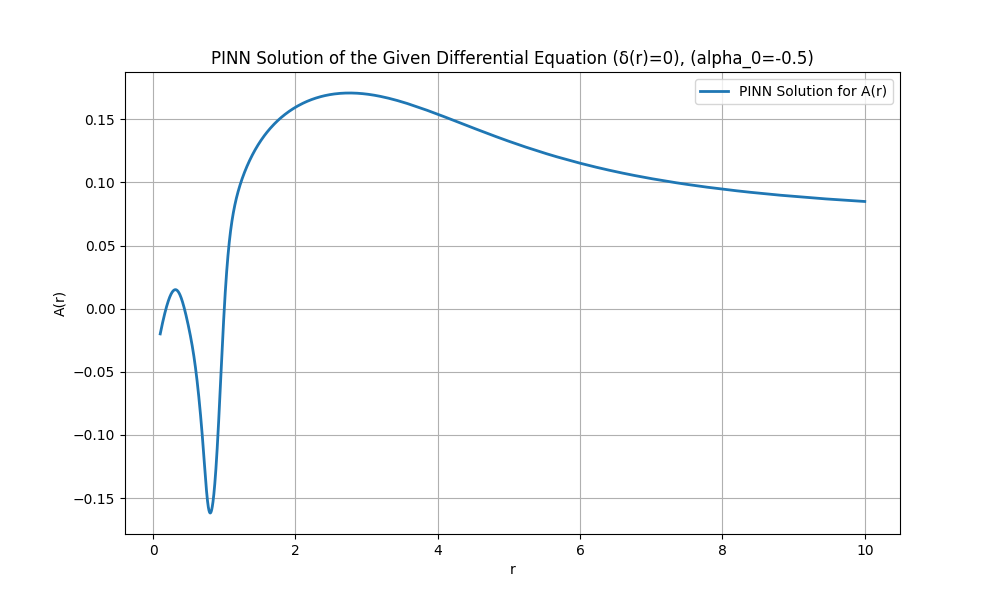 PINN Solution of the Given Differential Equation (δ(r)=0), (alpha_0=-0.5)
PINN Solution for A(r)
A(r)
0.15
0.10
0.05
0.00
−0.05
−0.10
−0.15
0 2 4 6 8 10
r